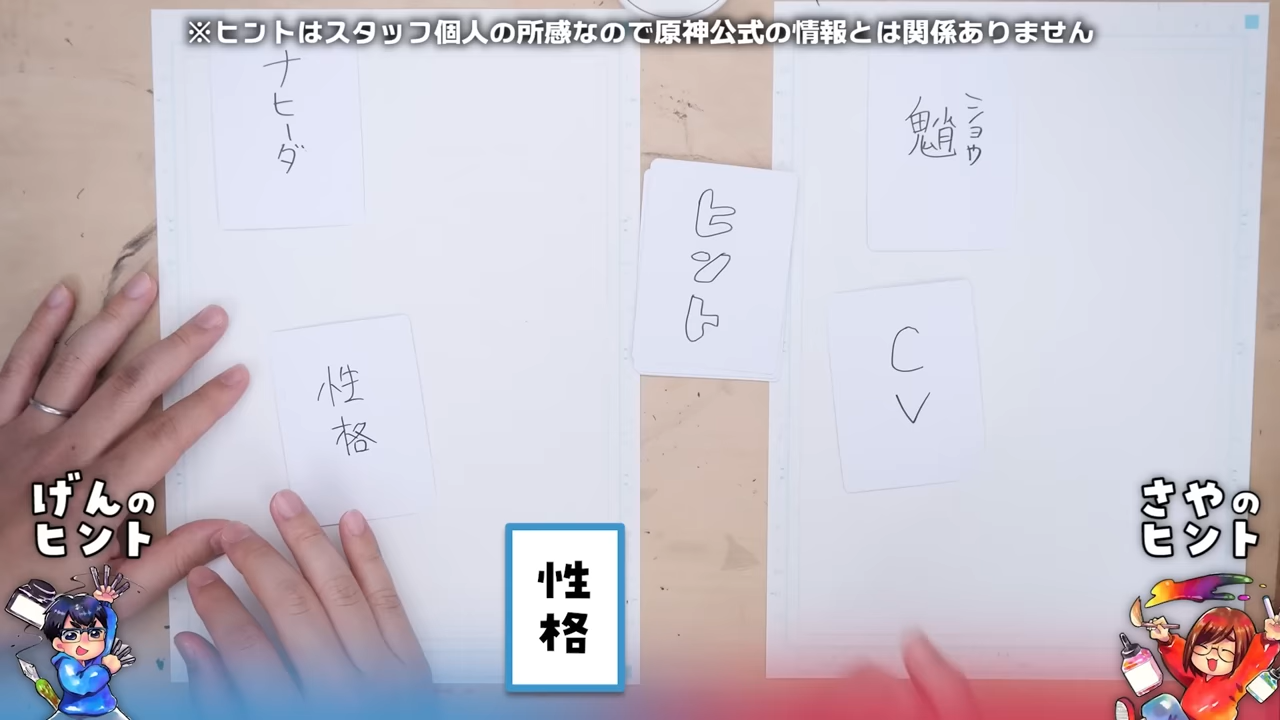 ※ヒントはスタッフ個人の所感なので原神公式の情報とは関係ありません
ナヒーダ
性格
ヒント
魈
ショウ
CV
げんの
ヒント
性格
さやの
ヒント